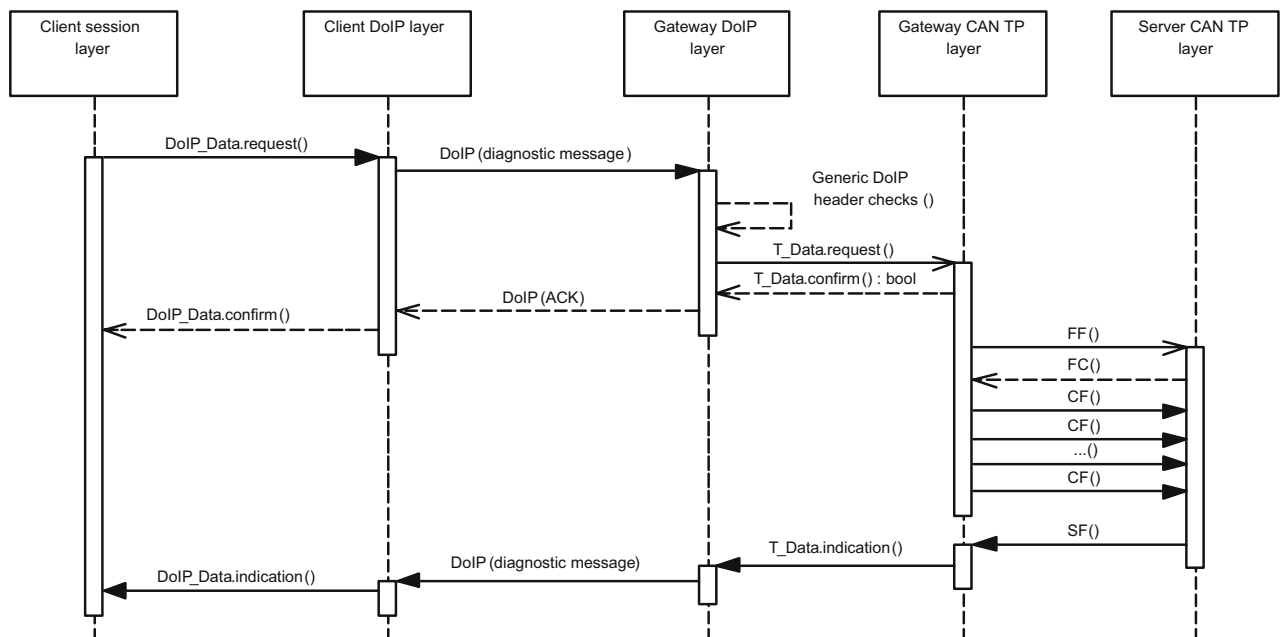 Client session
layer
Client DoIP layer
Gateway DoIP
layer
Gateway CAN TP
layer
Server CAN TP
layer
DoIP_Data.request()
DoIP (diagnostic message)
Generic DoIP
header checks ()
T_Data.request()
T_Data.confirm() : bool
DoIP (ACK)
DoIP_Data.confirm()
FF()
FC()
CF()
CF()
...()
CF()
SF()
T_Data.indication()
DoIP (diagnostic message)
DoIP_Data.indication()